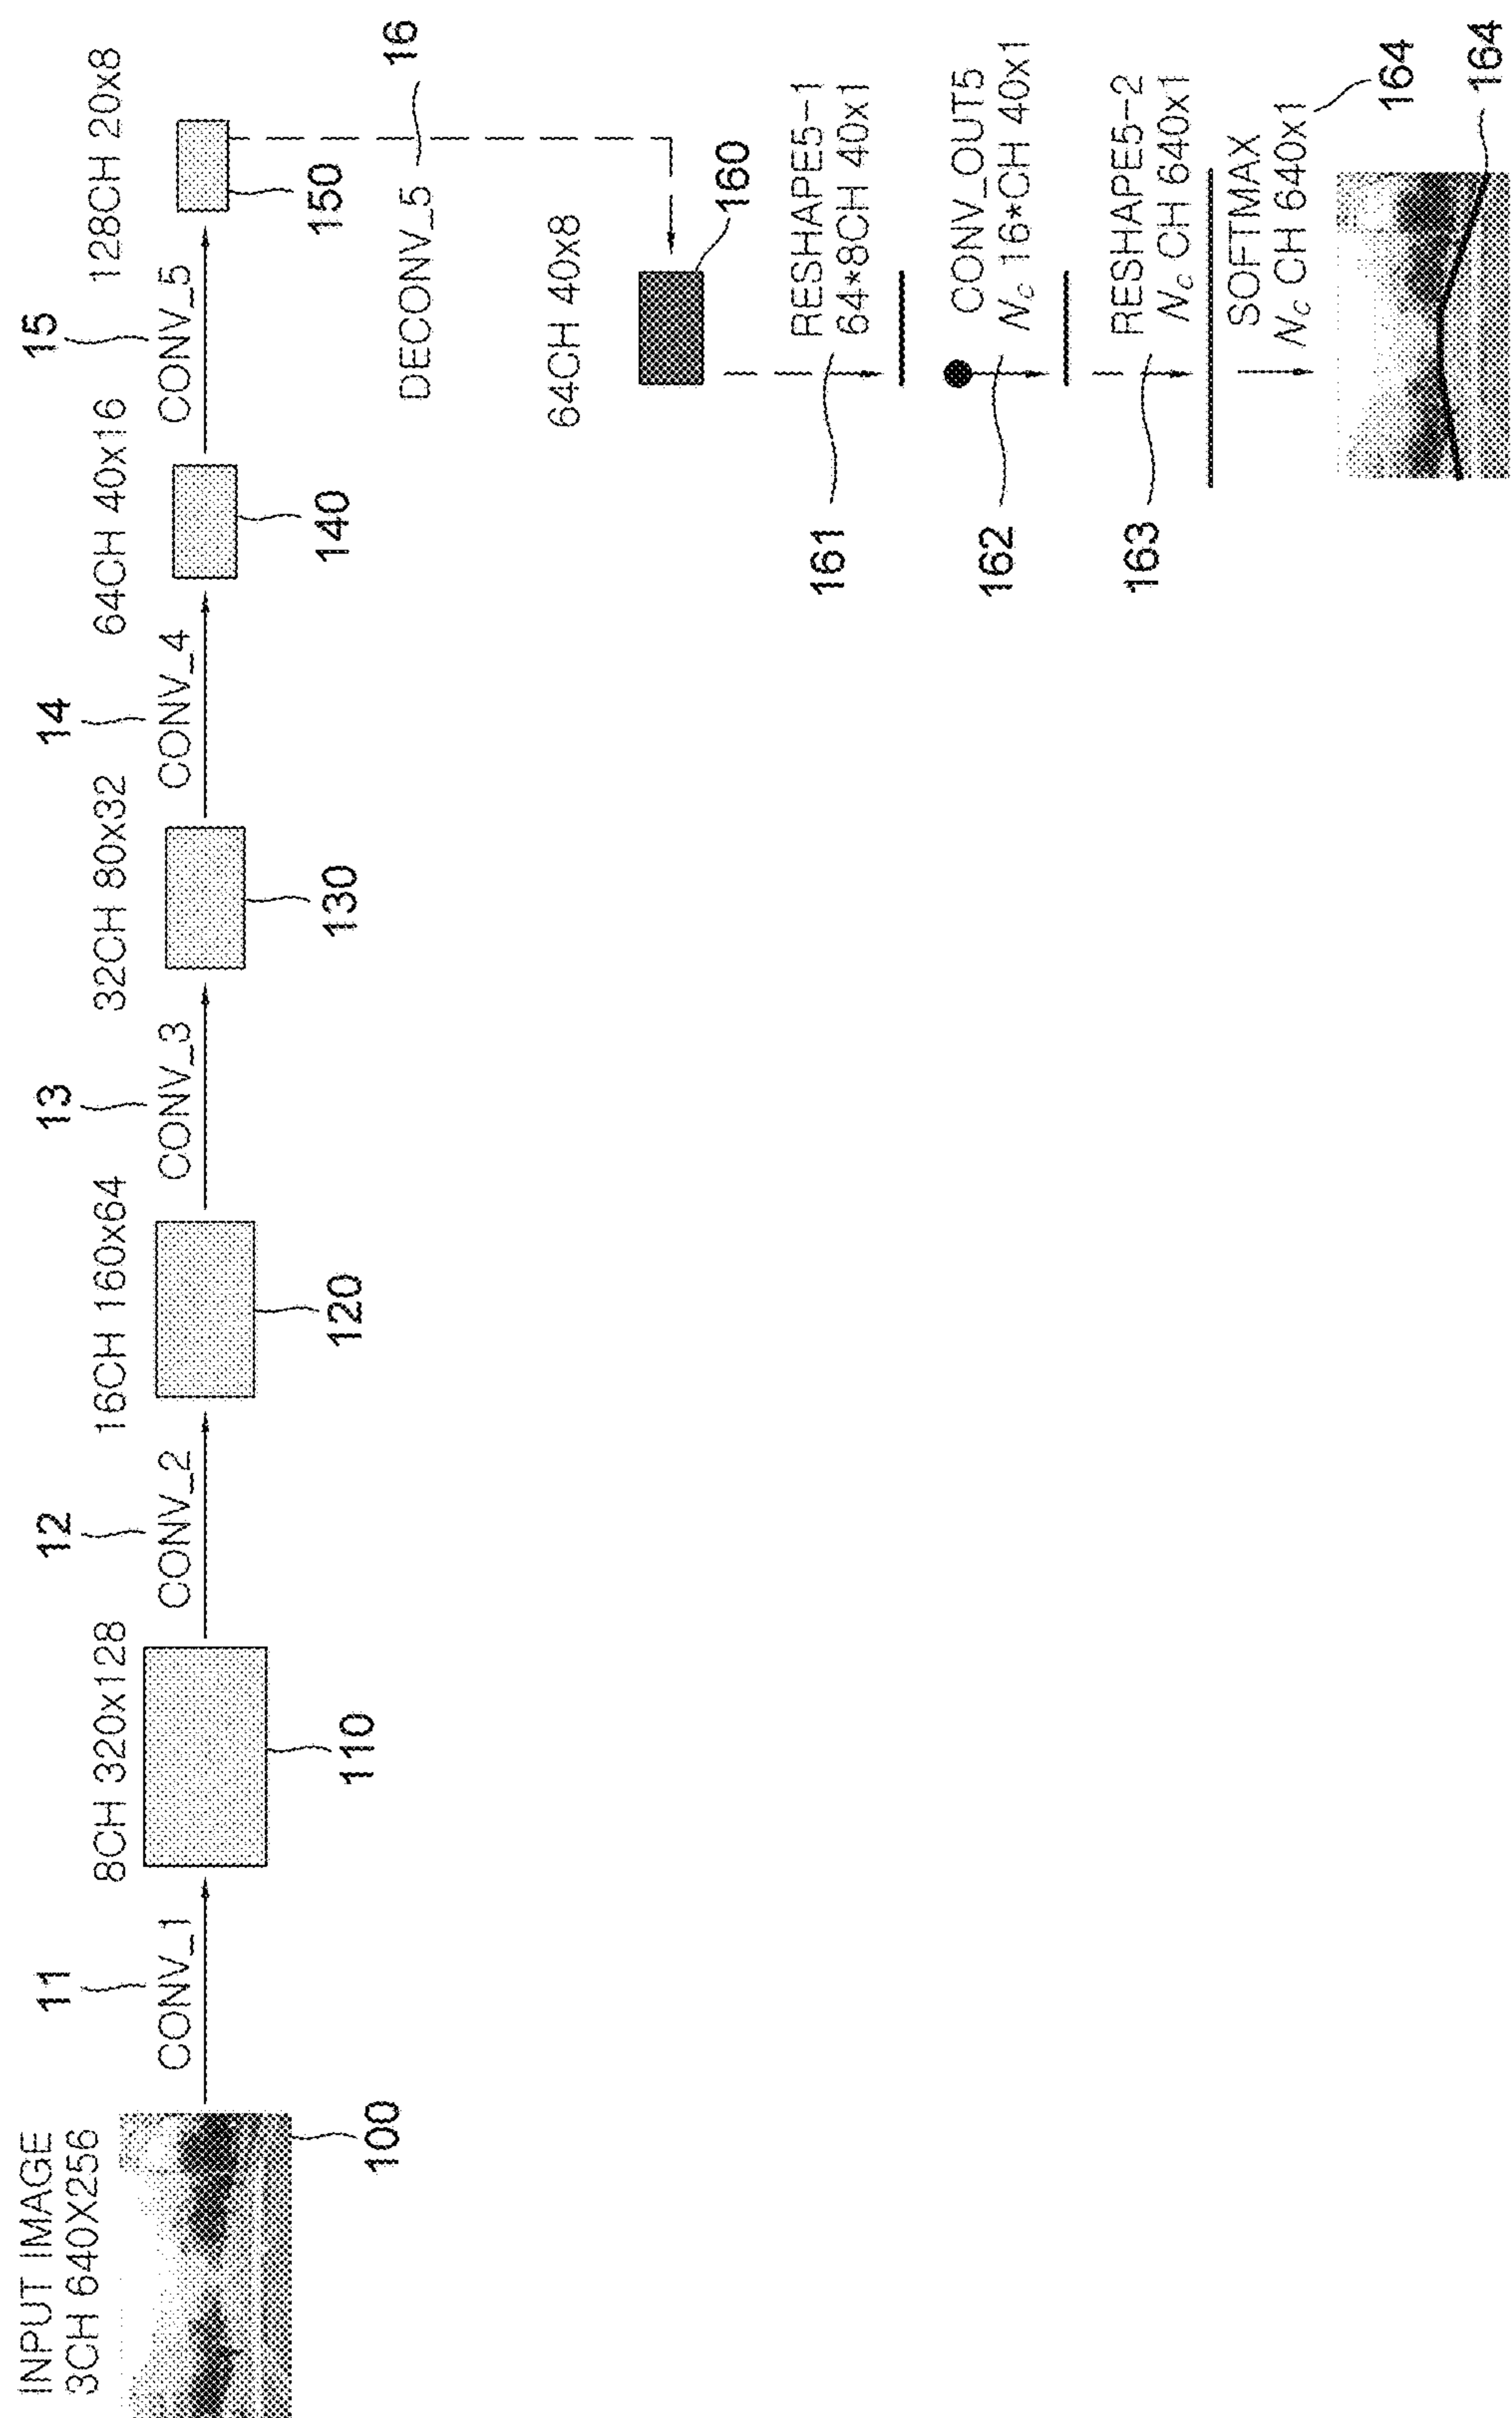 INPUT IMAGE
3CH 640X256
100
11
CONV_1
8CH 320x128
110
12
CONV_2
16CH 160x64
120
13
CONV_3
32CH 80x32
130
14
CONV_4
64CH 40x16
140
15
CONV_5
128CH 20x8
150
DECONV_5
16
64CH 40x8
160
RESHAPE5-1
64*8CH 40x1
161
CONV_OUT5
Nc 16*CH 40x1
162
RESHAPE5-2
Nc CH 640x1
163
SOFTMAX
Nc CH 640x1
164
164